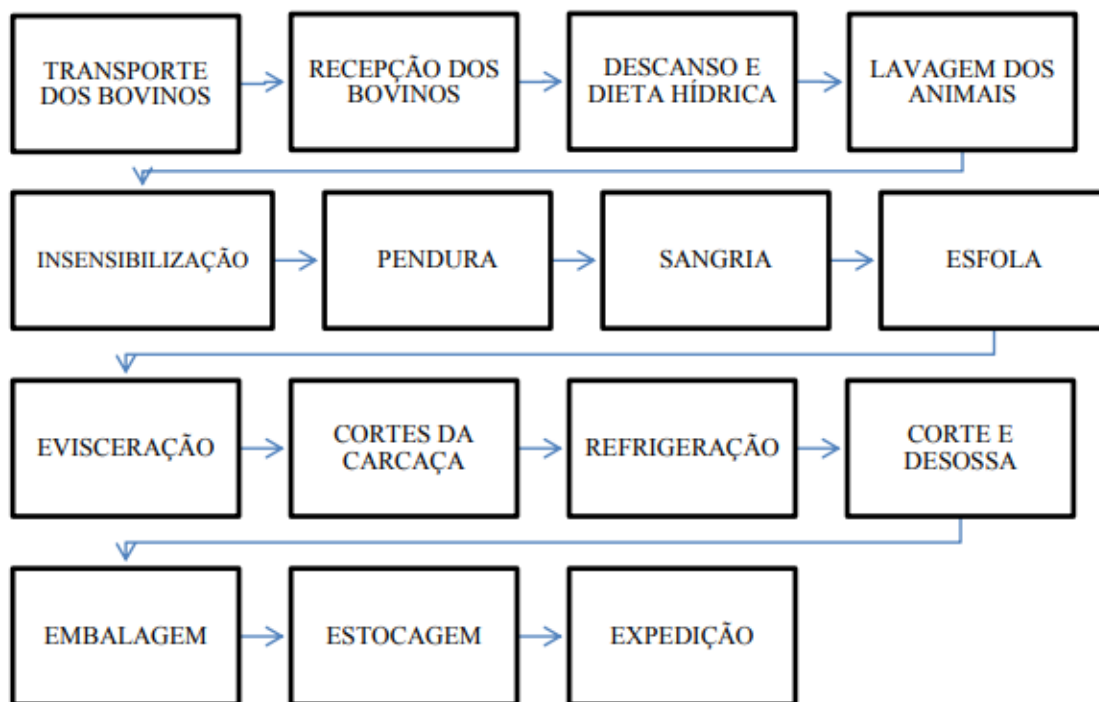 TRANSPORTE
DOS BOVINOS
RECEPÇÃO DOS
BOVINOS
DESCANSO E
DIETA HÍDRICA
LAVAGEM DOS
ANIMAIS
INSENSIBILIZAÇÃO
PENDURA
SANGRIA
ESFOLA
EVISCERAÇÃO
CORTES DA
CARCAÇA
REFRIGERAÇÃO
CORTE E
DESOSSA
EMBALAGEM
ESTOCAGEM
EXPEDIÇÃO